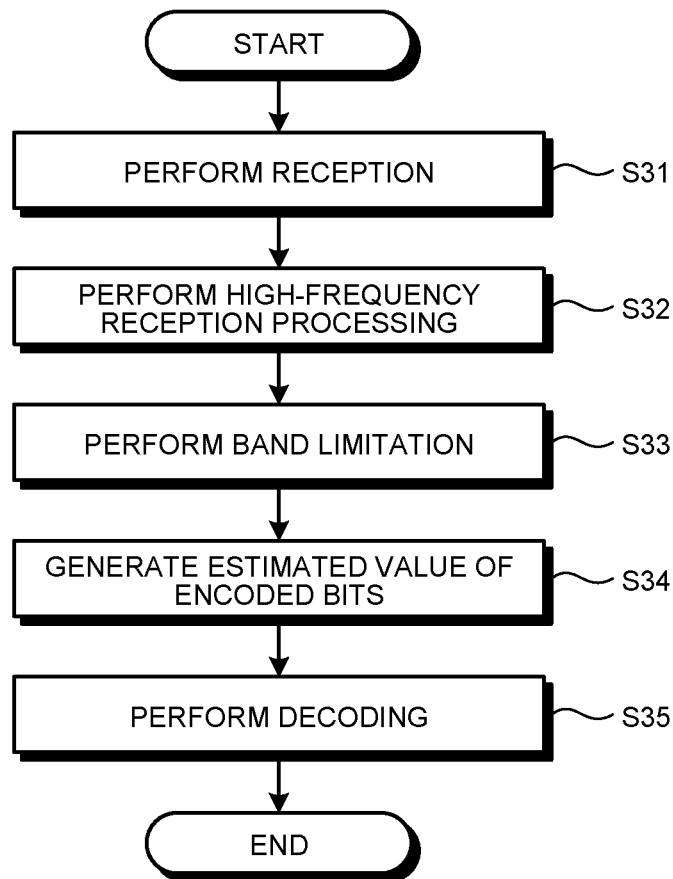 START
PERFORM RECEPTION
S31
PERFORM HIGH-FREQUENCY
RECEPTION PROCESSING
S32
PERFORM BAND LIMITATION
S33
GENERATE ESTIMATED VALUE OF
ENCODED BITS
S34
PERFORM DECODING
S35
END